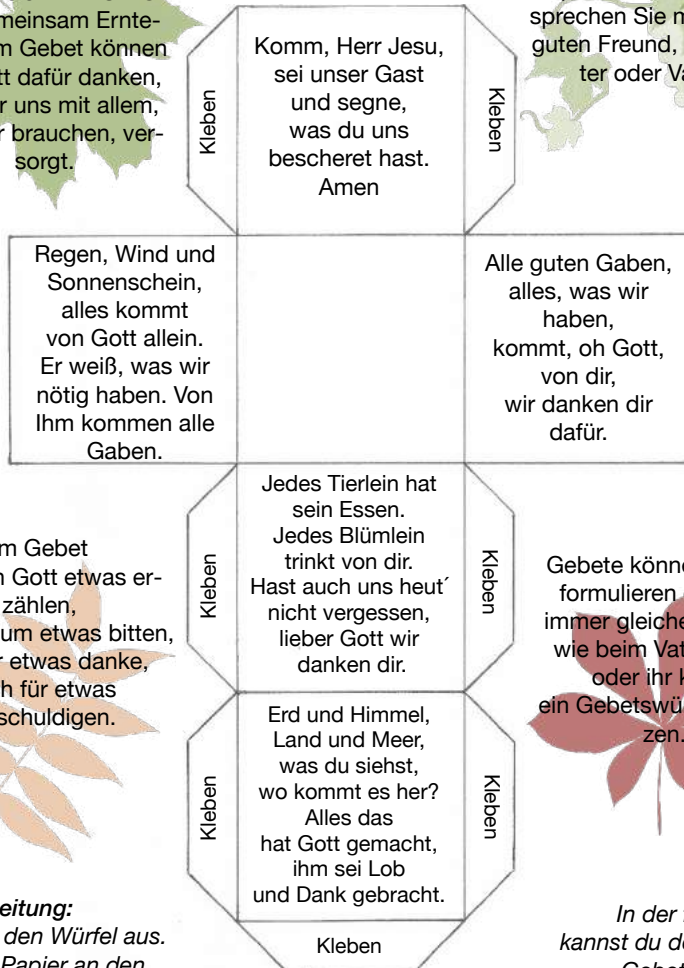 meinsam Ernte-
m Gebet können
tt dafür danken,
r uns mit allem,
r brauchen, ver-
sorgt.
Kleben
Komm, Herr Jesu,
sei unser Gast
und segne,
was du uns
bescheret hast.
Amen
Kleben
sprechen Sie m
guten Freund,
ter oder Va
Regen, Wind und
Sonnenschein,
alles kommt
von Gott allein.
Er weiß, was wir
nötig haben. Von
Ihm kommen alle
Gaben.
Alle guten Gaben,
alles, was wir
haben,
kommt, oh Gott,
von dir,
wir danken dir
dafür.
m Gebet
n Gott etwas er-
zählen,
um etwas bitten,
r etwas danke,
h für etwas
schuldigen.
Kleben
Jedes Tierlein hat
sein Essen.
Jedes Blümlein
trinkt von dir.
Hast auch uns heut´
nicht vergessen,
lieber Gott wir
danken dir.
Kleben
Gebete könne
formulieren
immer gleiche
wie beim Vat
oder ihr k
ein Gebetswü
zen.
Kleben
Erd und Himmel,
Land und Meer,
was du siehst,
wo kommt es her?
Alles das
hat Gott gemacht,
ihm sei Lob
und Dank gebracht.
Kleben
Kleben
eitung:
den Würfel aus.
Papier an den
In der
kannst du de
Gebet